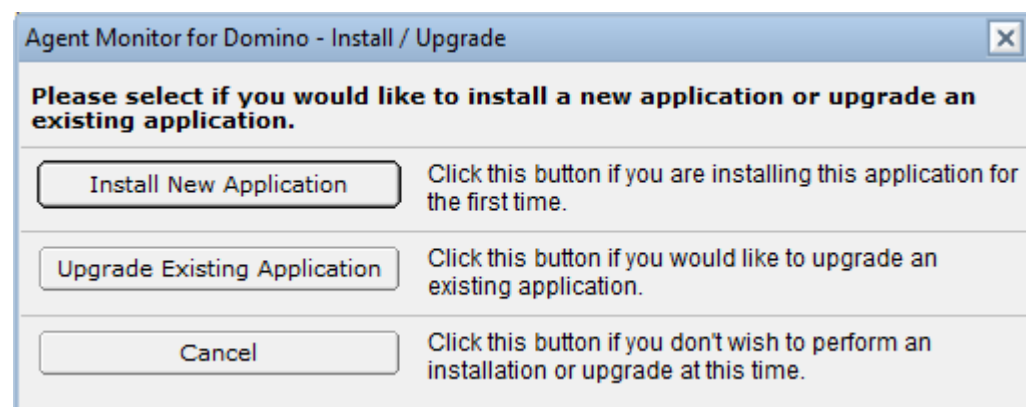 Agent Monitor for Domino - Install / Upgrade
Please select if you would like to install a new application or upgrade an
existing application.
Install New Application
Click this button if you are installing this application for
the first time.
Upgrade Existing Application
Click this button if you would like to upgrade an
existing application.
Cancel
Click this button if you don't wish to perform an
installation or upgrade at this time.